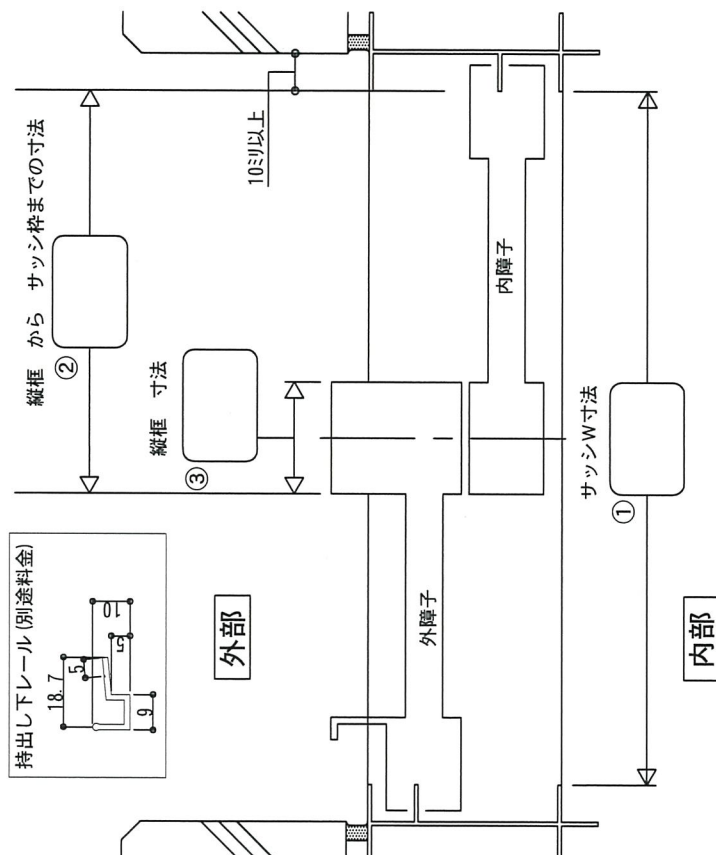 持出し下レール(別途料金)
18.7
5
10
5
9
縦框 から サッシ枠までの寸法
②
縦框 寸法
③
10ミリ以上
外部
外障子
内障子
サッシW寸法
①
内部